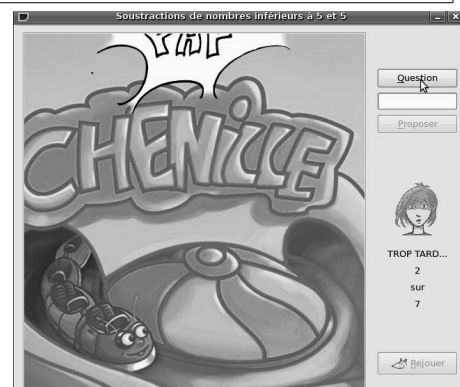 Soustractions de nombres inférieurs à 5 et 5
CHENILLE
Question
Proposer
TROP TARD...
2
sur
7
Rejouer